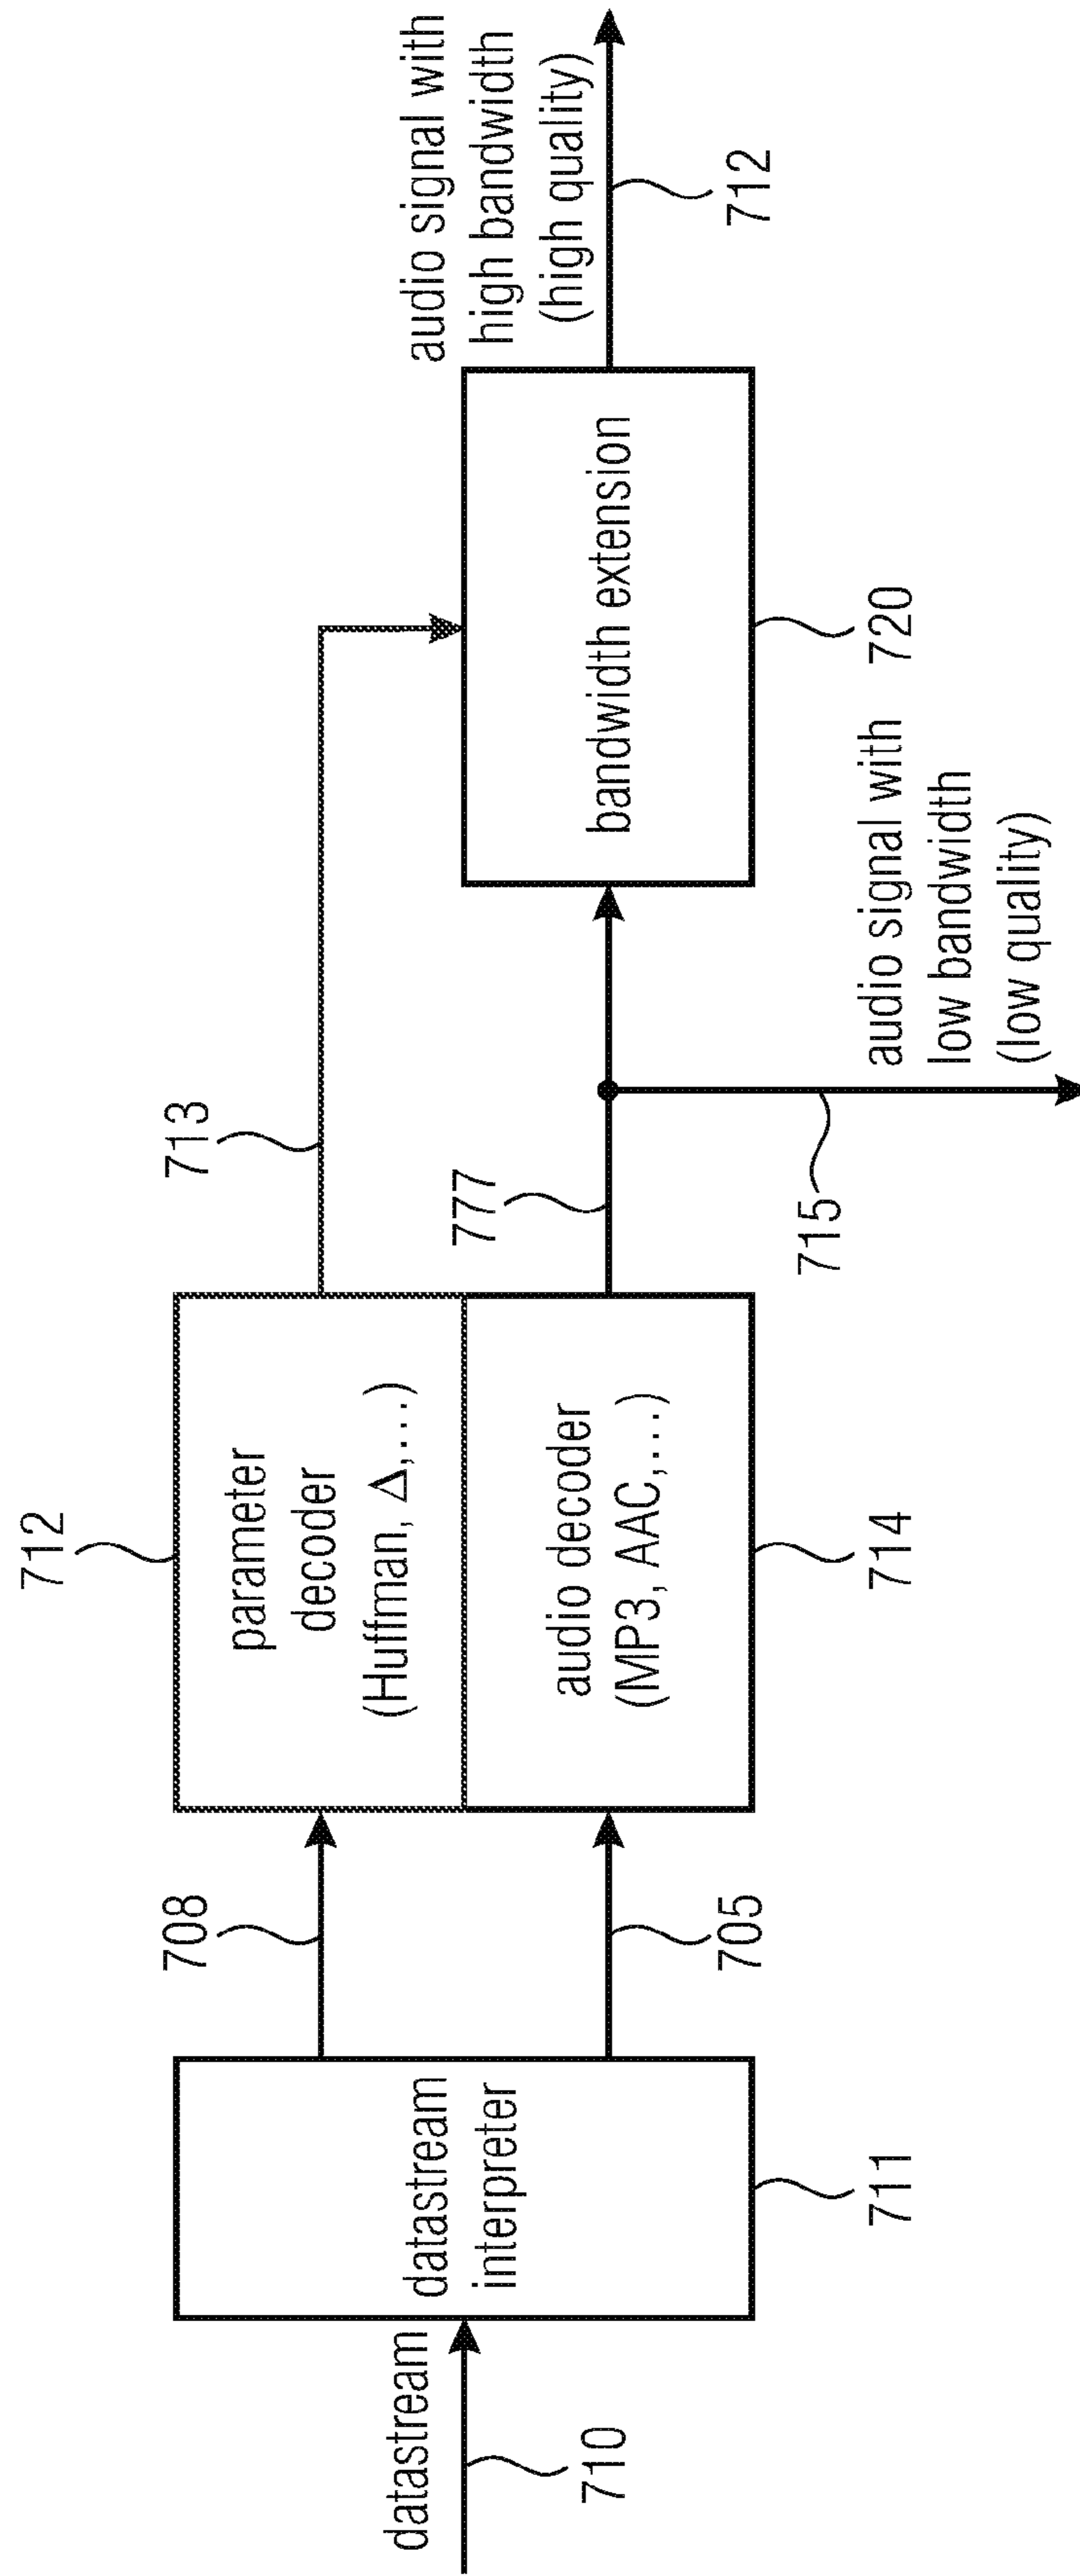 datastream
710
datastream
interpreter
711
708
705
712
parameter
decoder
(Huffman, Δ,...)
audio decoder
(MP3, AAC,...)
714
713
777
715
audio signal with
low bandwidth
(low quality)
bandwidth extension
720
audio signal with
high bandwidth
(high quality)
712